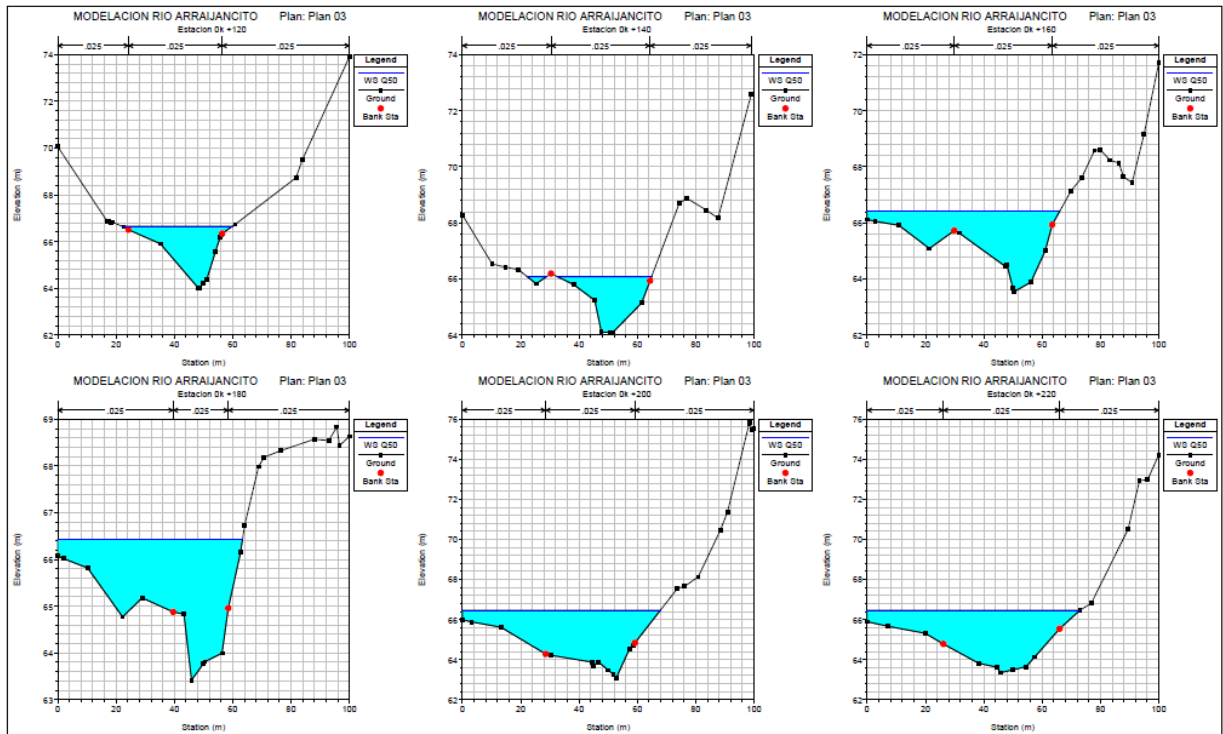 MODELACION RIO ARRAIJANCITO Plan: Plan 03
Estacion 0k +120
.025 .025 .025
Legend
WS Q50
Ground
Bank Sta
Elevation (m)
74
72
70
68
66
64
62
0 20 40 60 80 100
Station (m)
MODELACION RIO ARRAIJANCITO Plan: Plan 03
Estacion 0k +140
.025 .025 .025
Legend
WS Q50
Ground
Bank Sta
Elevation (m)
74
72
70
68
66
64
0 20 40 60 80 100
Station (m)
MODELACION RIO ARRAIJANCITO Plan: Plan 03
Estacion 0k +160
.025 .025 .025
Legend
WS Q50
Ground
Bank Sta
Elevation (m)
72
70
68
66
64
62
0 20 40 60 80 100
Station (m)
MODELACION RIO ARRAIJANCITO Plan: Plan 03
Estacion 0k +180
.025 .025 .025
Legend
WS Q50
Ground
Bank Sta
Elevation (m)
69
68
67
66
65
64
63
0 20 40 60 80 100
Station (m)
MODELACION RIO ARRAIJANCITO Plan: Plan 03
Estacion 0k +200
.025 .025 .025
Legend
WS Q50
Ground
Bank Sta
Elevation (m)
76
74
72
70
68
66
64
62
0 20 40 60 80 100
Station (m)
MODELACION RIO ARRAIJANCITO Plan: Plan 03
Estacion 0k +220
.025 .025 .025
Legend
WS Q50
Ground
Bank Sta
Elevation (m)
76
74
72
70
68
66
64
62
0 20 40 60 80 100
Station (m)